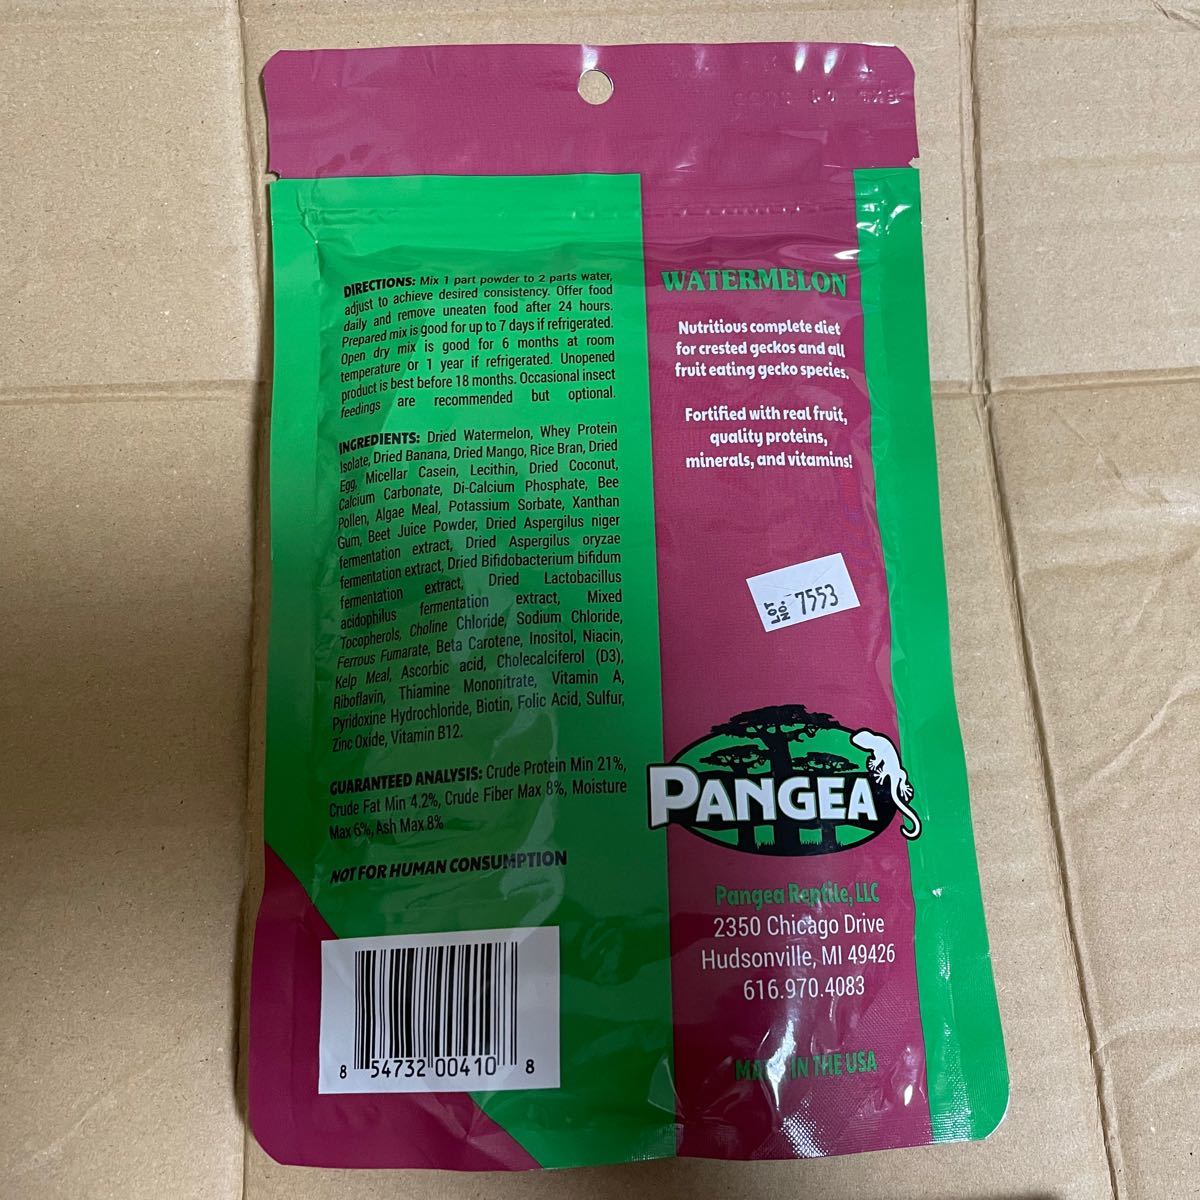 DIRECTIONS: Mix 1 part powder to 2 parts water,
adjust to achieve desired consistency. Offer food
daily and remove uneaten food after 24 hours.
Prepared mix is good for up to 7 days if refrigerated.
Open dry mix is good for 6 months at room
temperature or 1 year if refrigerated. Unopened
product is best before 18 months. Occasional insect
feedings are recommended but optional.
INGREDIENTS: Dried Watermelon, Whey Protein
Isolate, Dried Banana, Dried Mango, Rice Bran, Dried
Egg, Micellar Casein, Lecithin, Dried Coconut,
Calcium Carbonate, Di-Calcium Phosphate, Bee
Pollen, Algae Meal, Potassium Sorbate, Xanthan
Gum, Beet Juice Powder, Dried Aspergilus niger
fermentation extract, Dried Aspergilus oryzae
fermentation extract, Dried Bifidobacterium bifidum
fermentation extract, Dried Lactobacillus
acidophilus fermentation extract, Mixed
Tocopherols, Choline Chloride, Sodium Chloride,
Ferrous Fumarate, Beta Carotene, Inositol, Niacin,
Kelp Meal, Ascorbic acid, Cholecalciferol (D3),
Riboflavin, Thiamine Mononitrate, Vitamin A,
Pyridoxine Hydrochloride, Biotin, Folic Acid, Sulfur,
Zinc Oxide, Vitamin B12.
GUARANTEED ANALYSIS: Crude Protein Min 21%,
Crude Fat Min 4.2%, Crude Fiber Max 8%, Moisture
Max 6%, Ash Max 8%
NOT FOR HUMAN CONSUMPTION
8 54732 00410 8
WATERMELON
Nutritious complete diet
for crested geckos and all
fruit eating gecko species.
Fortified with real fruit,
quality proteins,
minerals, and vitamins!
LOT NO. 7553
PANGEA
Pangea Reptile, LLC
2350 Chicago Drive
Hudsonville, MI 49426
616.970.4083
MADE IN THE USA